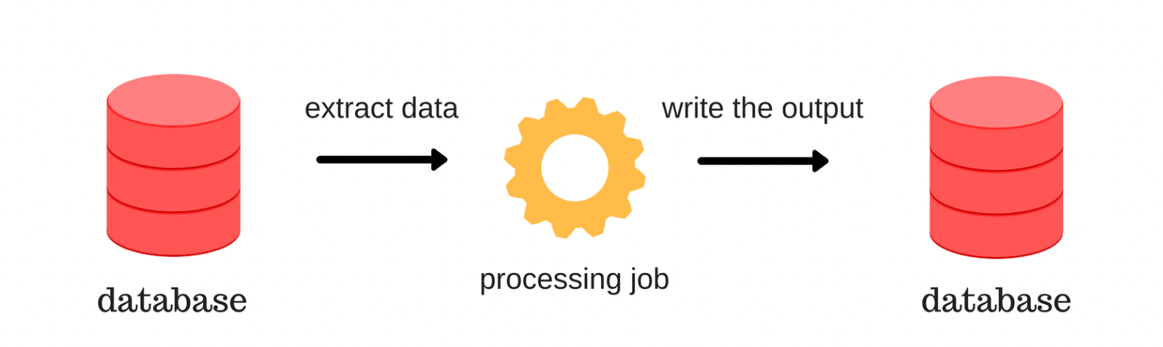 extract data
write the output
processing job
database
database